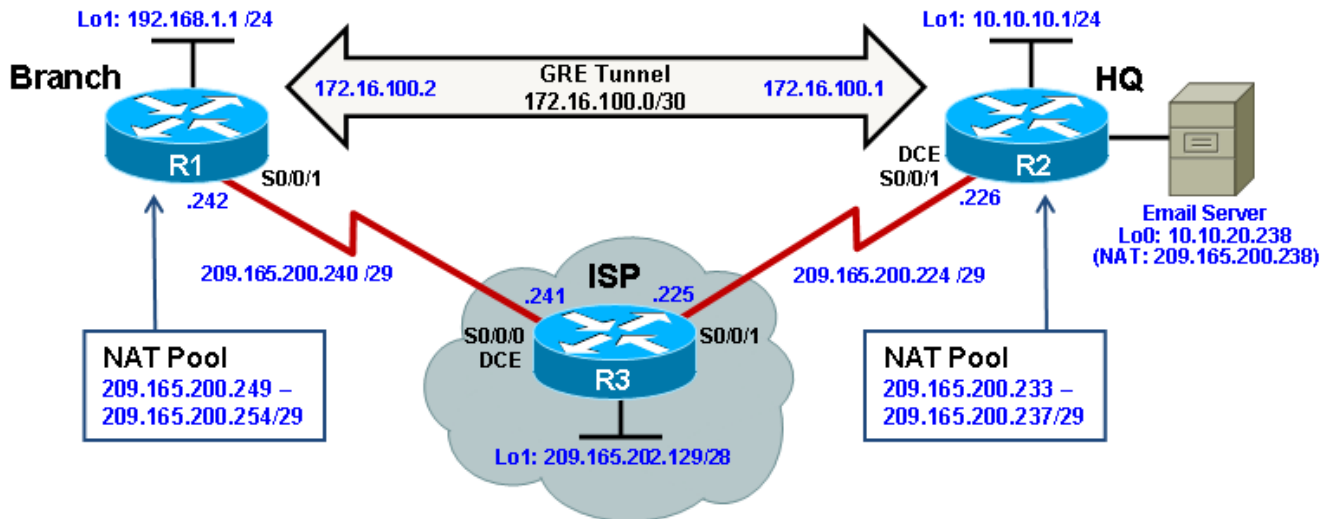 Lo1: 192.168.1.1 /24
Lo1: 10.10.10.1/24
Branch
GRE Tunnel
172.16.100.2
172.16.100.0/30
172.16.100.1
HQ
R1
S0/0/1
.242
DCE
S0/0/1
R2
.226
Email Server
Lo0: 10.10.20.238
(NAT: 209.165.200.238)
209.165.200.240 /29
ISP
209.165.200.224 /29
.241
.225
S0/0/0
DCE
S0/0/1
R3
NAT Pool
209.165.200.249 –
209.165.200.254/29
NAT Pool
209.165.200.233 –
209.165.200.237/29
Lo1: 209.165.202.129/28